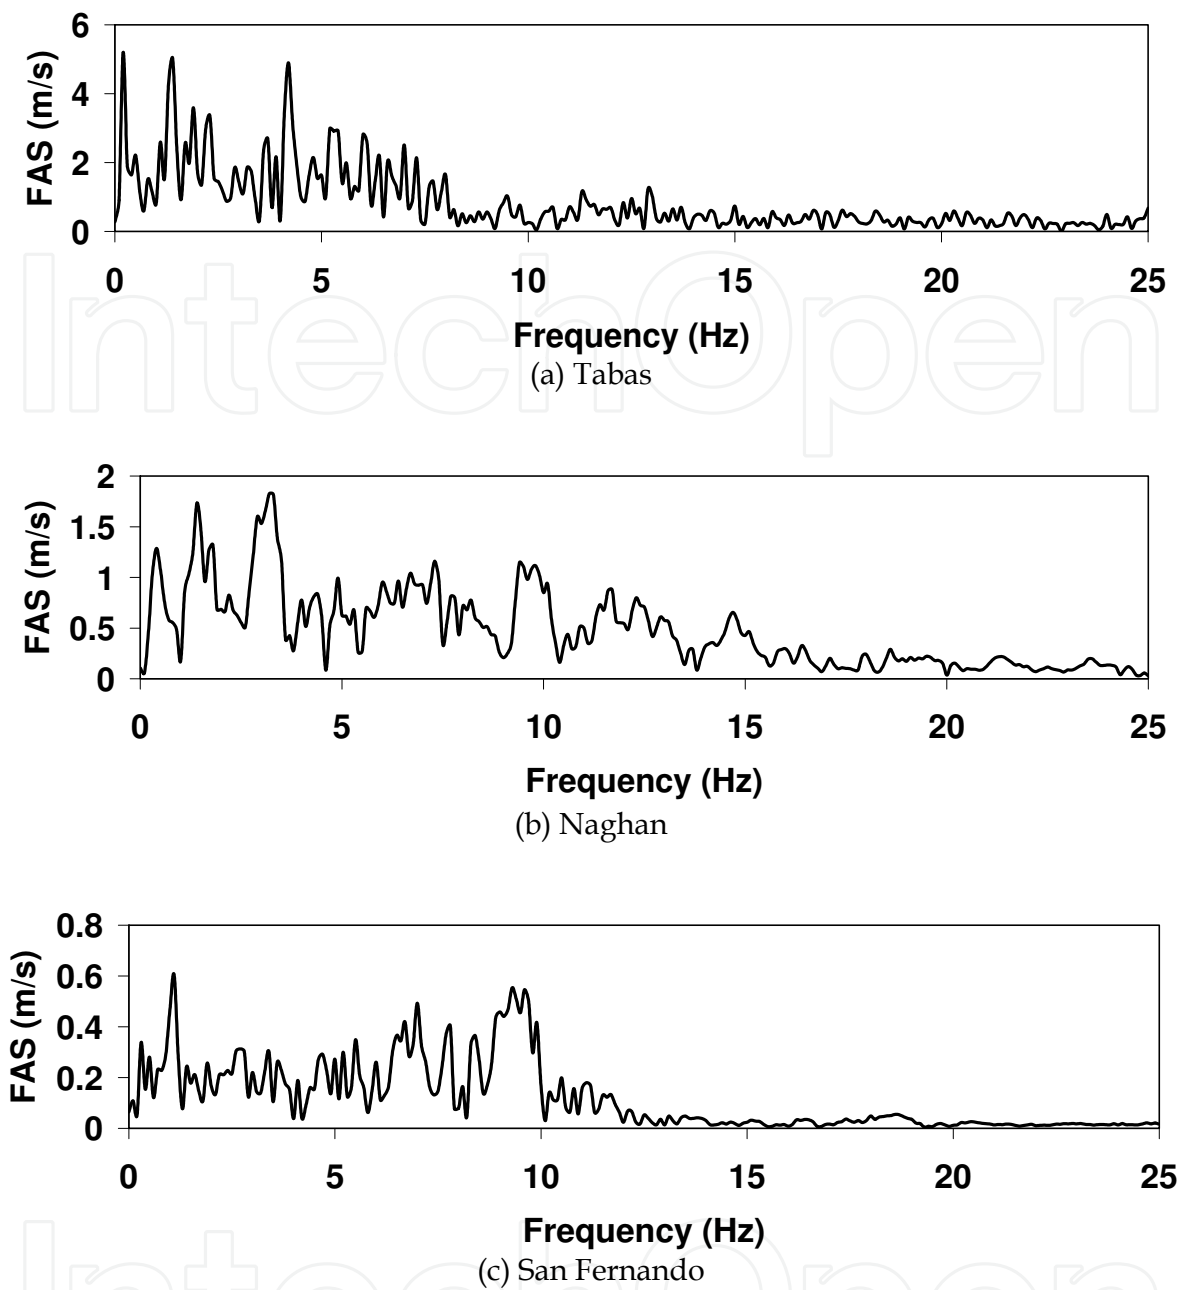 6
4
2
0
FAS (m/s)
0 5 10 15 20 25
Frequency (Hz)
(a) Tabas
IntechOpen
2
1.5
1
0.5
0
FAS (m/s)
0 5 10 15 20 25
Frequency (Hz)
(b) Naghan
0.8
0.6
0.4
0.2
0
FAS (m/s)
0 5 10 15 20 25
Frequency (Hz)
(c) San Fernando
IntechOpen